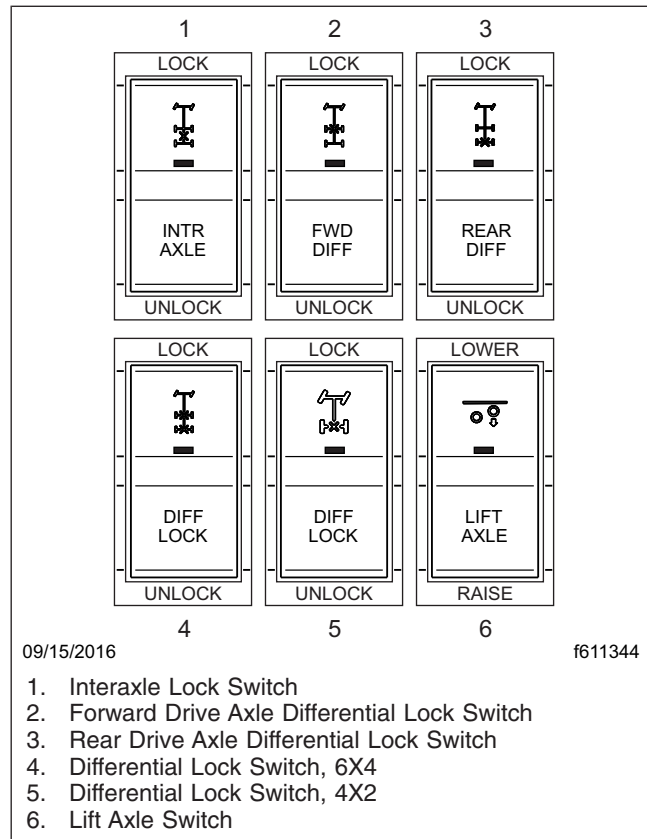 1 2 3
LOCK LOCK LOCK
INTR FWD REAR
AXLE DIFF DIFF
UNLOCK UNLOCK UNLOCK
LOCK LOCK LOWER
DIFF DIFF LIFT
LOCK LOCK AXLE
UNLOCK UNLOCK RAISE
4 5 6
09/15/2016 f611344
1. Interaxle Lock Switch
2. Forward Drive Axle Differential Lock Switch
3. Rear Drive Axle Differential Lock Switch
4. Differential Lock Switch, 6X4
5. Differential Lock Switch, 4X2
6. Lift Axle Switch